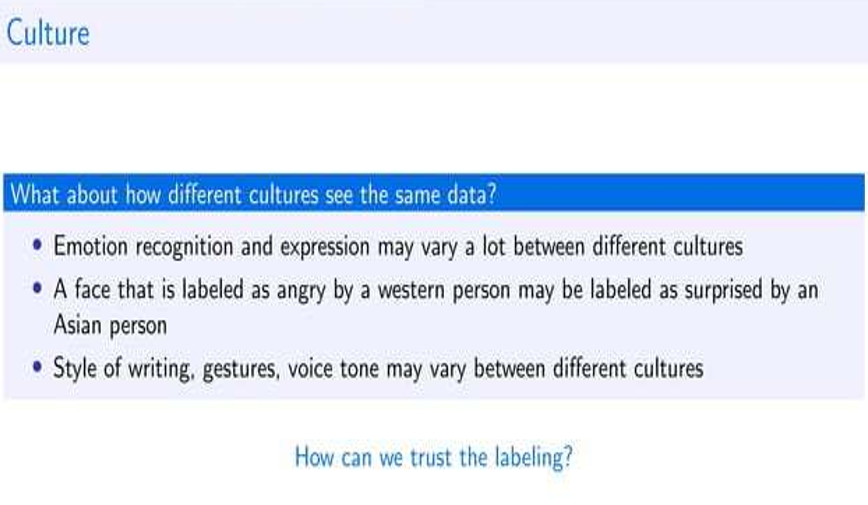 Culture
What about how different cultures see the same data?
• Emotion recognition and expression may vary a lot between different cultures
• A face that is labeled as angry by a western person may be labeled as surprised by an
Asian person
• Style of writing, gestures, voice tone may vary between different cultures
How can we trust the labeling?